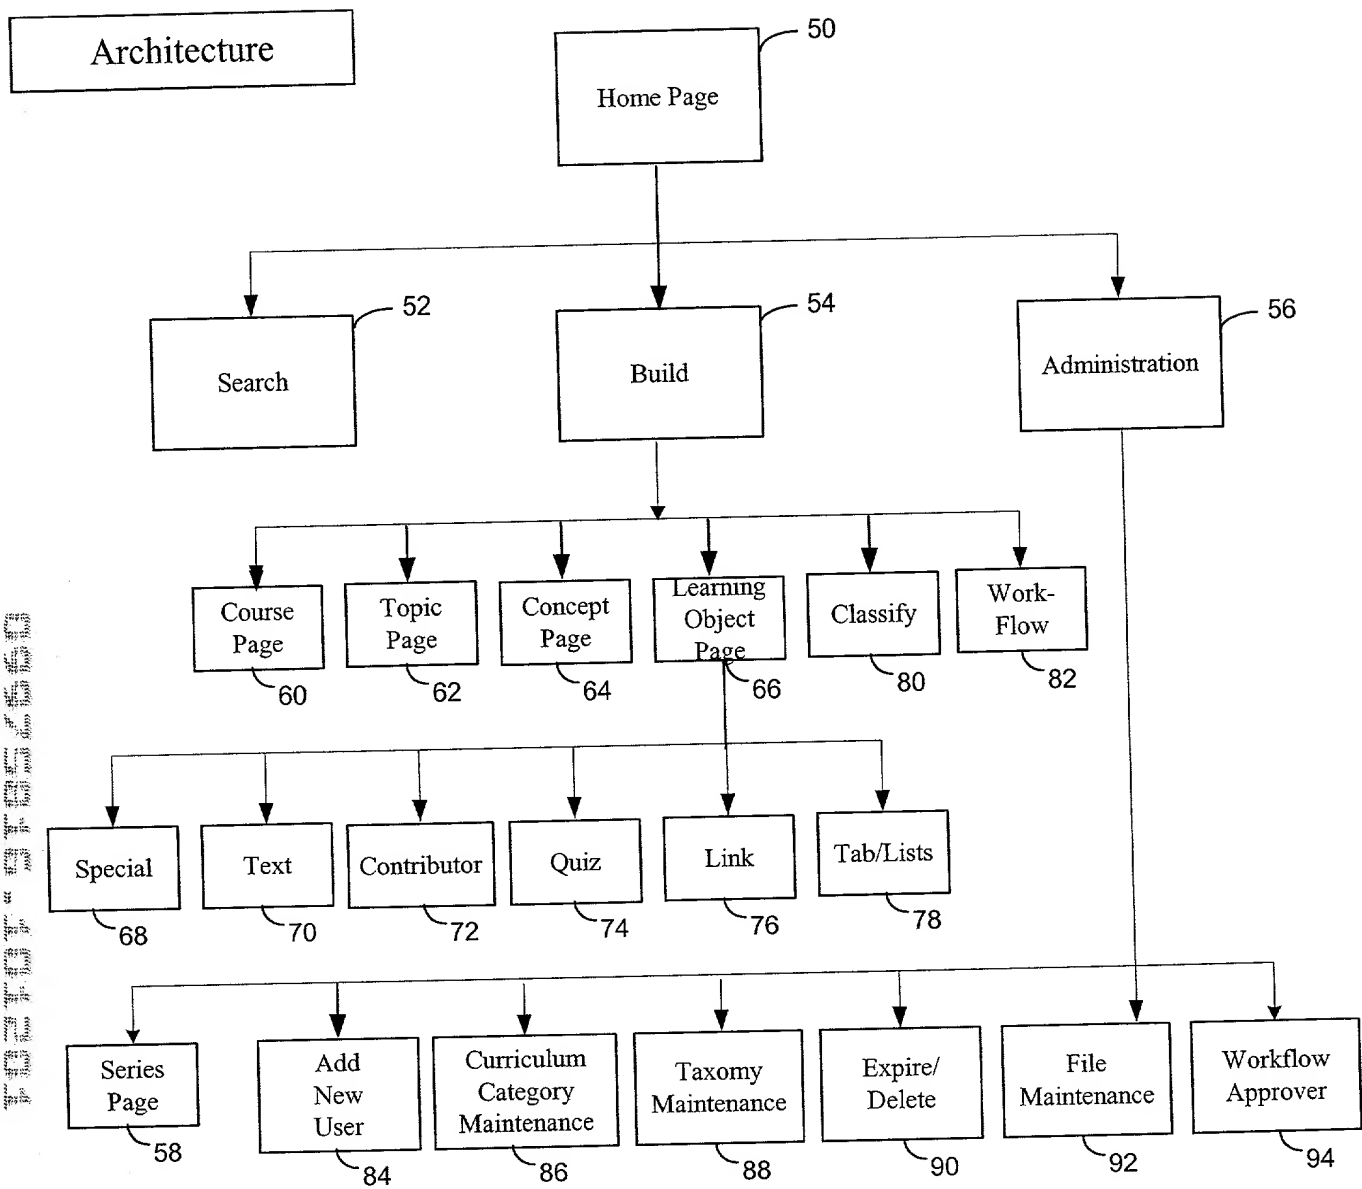 Architecture
50
Home Page
52
54
56
Search
Build
Administration
Course
Page
Topic
Page
Concept
Page
Learning
Object
Page
Classify
Work-
Flow
60
62
64
66
80
82
Special
Text
Contributor
Quiz
Link
Tab/Lists
68
70
72
74
76
78
Series
Page
Add
New
User
Curriculum
Category
Maintenance
Taxomy
Maintenance
Expire/
Delete
File
Maintenance
Workflow
Approver
58
84
86
88
90
92
94